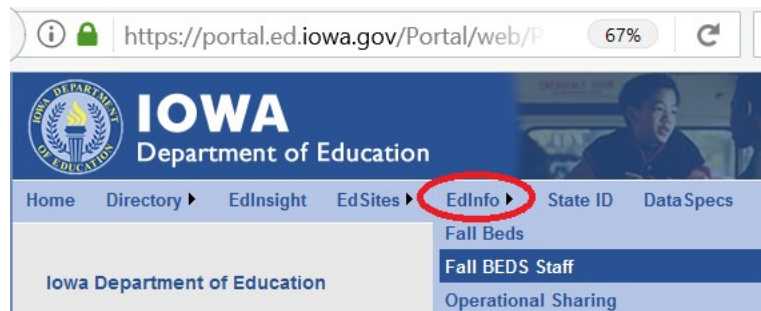 https://portal.ed.iowa.gov/Portal/web/P 67%
IOWA
Department of Education
Home Directory EdInsight EdSites EdInfo State ID DataSpecs
Fall Beds
Fall BEDS Staff
Iowa Department of Education
Operational Sharing